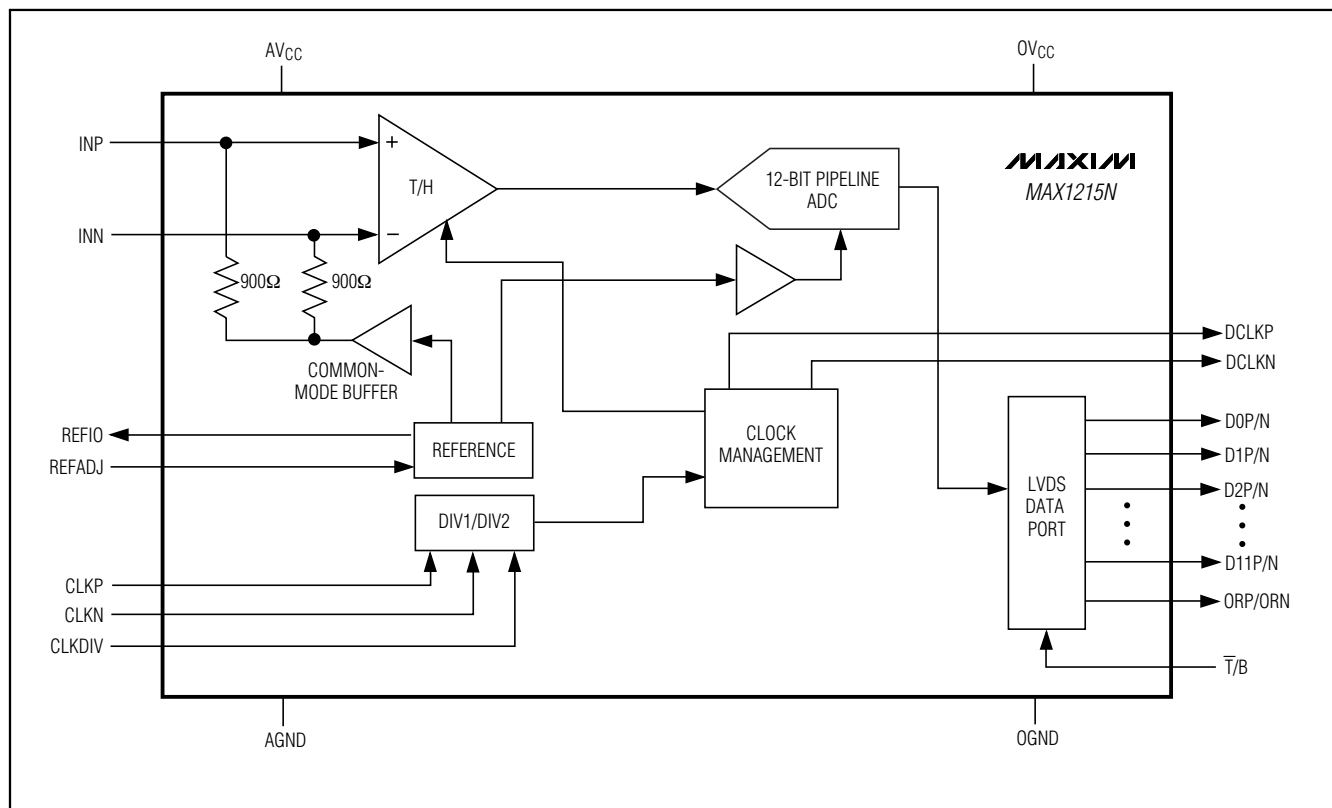 AVCC
OVCC
INP
INN
+
T/H
−
12-BIT PIPELINE
ADC
MAXIM
MAX1215N
900Ω
900Ω
COMMON-
MODE BUFFER
REFIO
REFADJ
REFERENCE
CLOCK
MANAGEMENT
DIV1/DIV2
CLKP
CLKN
CLKDIV
LVDS
DATA
PORT
DCLKP
DCLKN
D0P/N
D1P/N
D2P/N
D11P/N
ORP/ORN
T̅/B
AGND
OGND